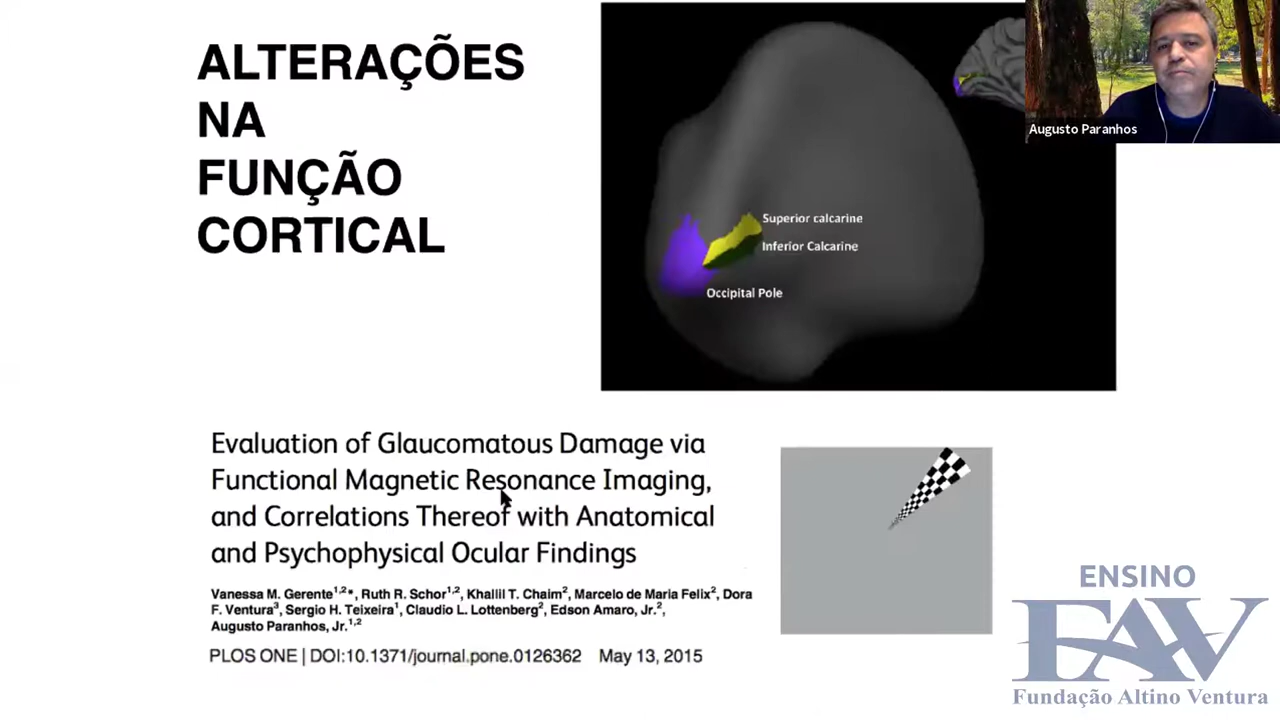 ALTERAÇÕES
NA
FUNÇÃO
CORTICAL
Superior calcarine
Inferior Calcarine
Occipital Pole
Augusto Paranhos
Evaluation of Glaucomatous Damage via
Functional Magnetic Resonance Imaging,
and Correlations Thereof with Anatomical
and Psychophysical Ocular Findings
Vanessa M. Gerente1,2*, Ruth R. Schor1,2, Khallil T. Chaim2, Marcelo de Maria Felix2, Dora
F. Ventura3, Sergio H. Teixeira1, Claudio L. Lottenberg2, Edson Amaro, Jr.2,
Augusto Paranhos, Jr.1,2
PLOS ONE | DOI:10.1371/journal.pone.0126362 May 13, 2015
ENSINO
FAV
Fundação Altino Ventura